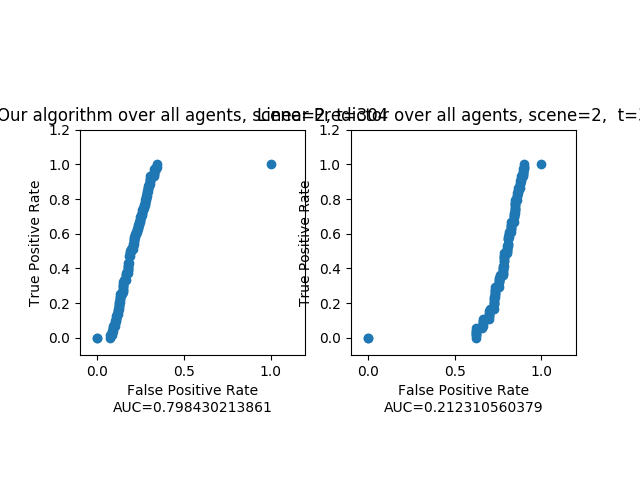 Our algorithm over all agents, scene=2, t=304
Linear Predictor over all agents, scene=2, t=
True Positive Rate
1.2
1.0
0.8
0.6
0.4
0.2
0.0
0.0 0.5 1.0
False Positive Rate
AUC=0.798430213861
True Positive Rate
1.2
1.0
0.8
0.6
0.4
0.2
0.0
0.0 0.5 1.0
False Positive Rate
AUC=0.212310560379